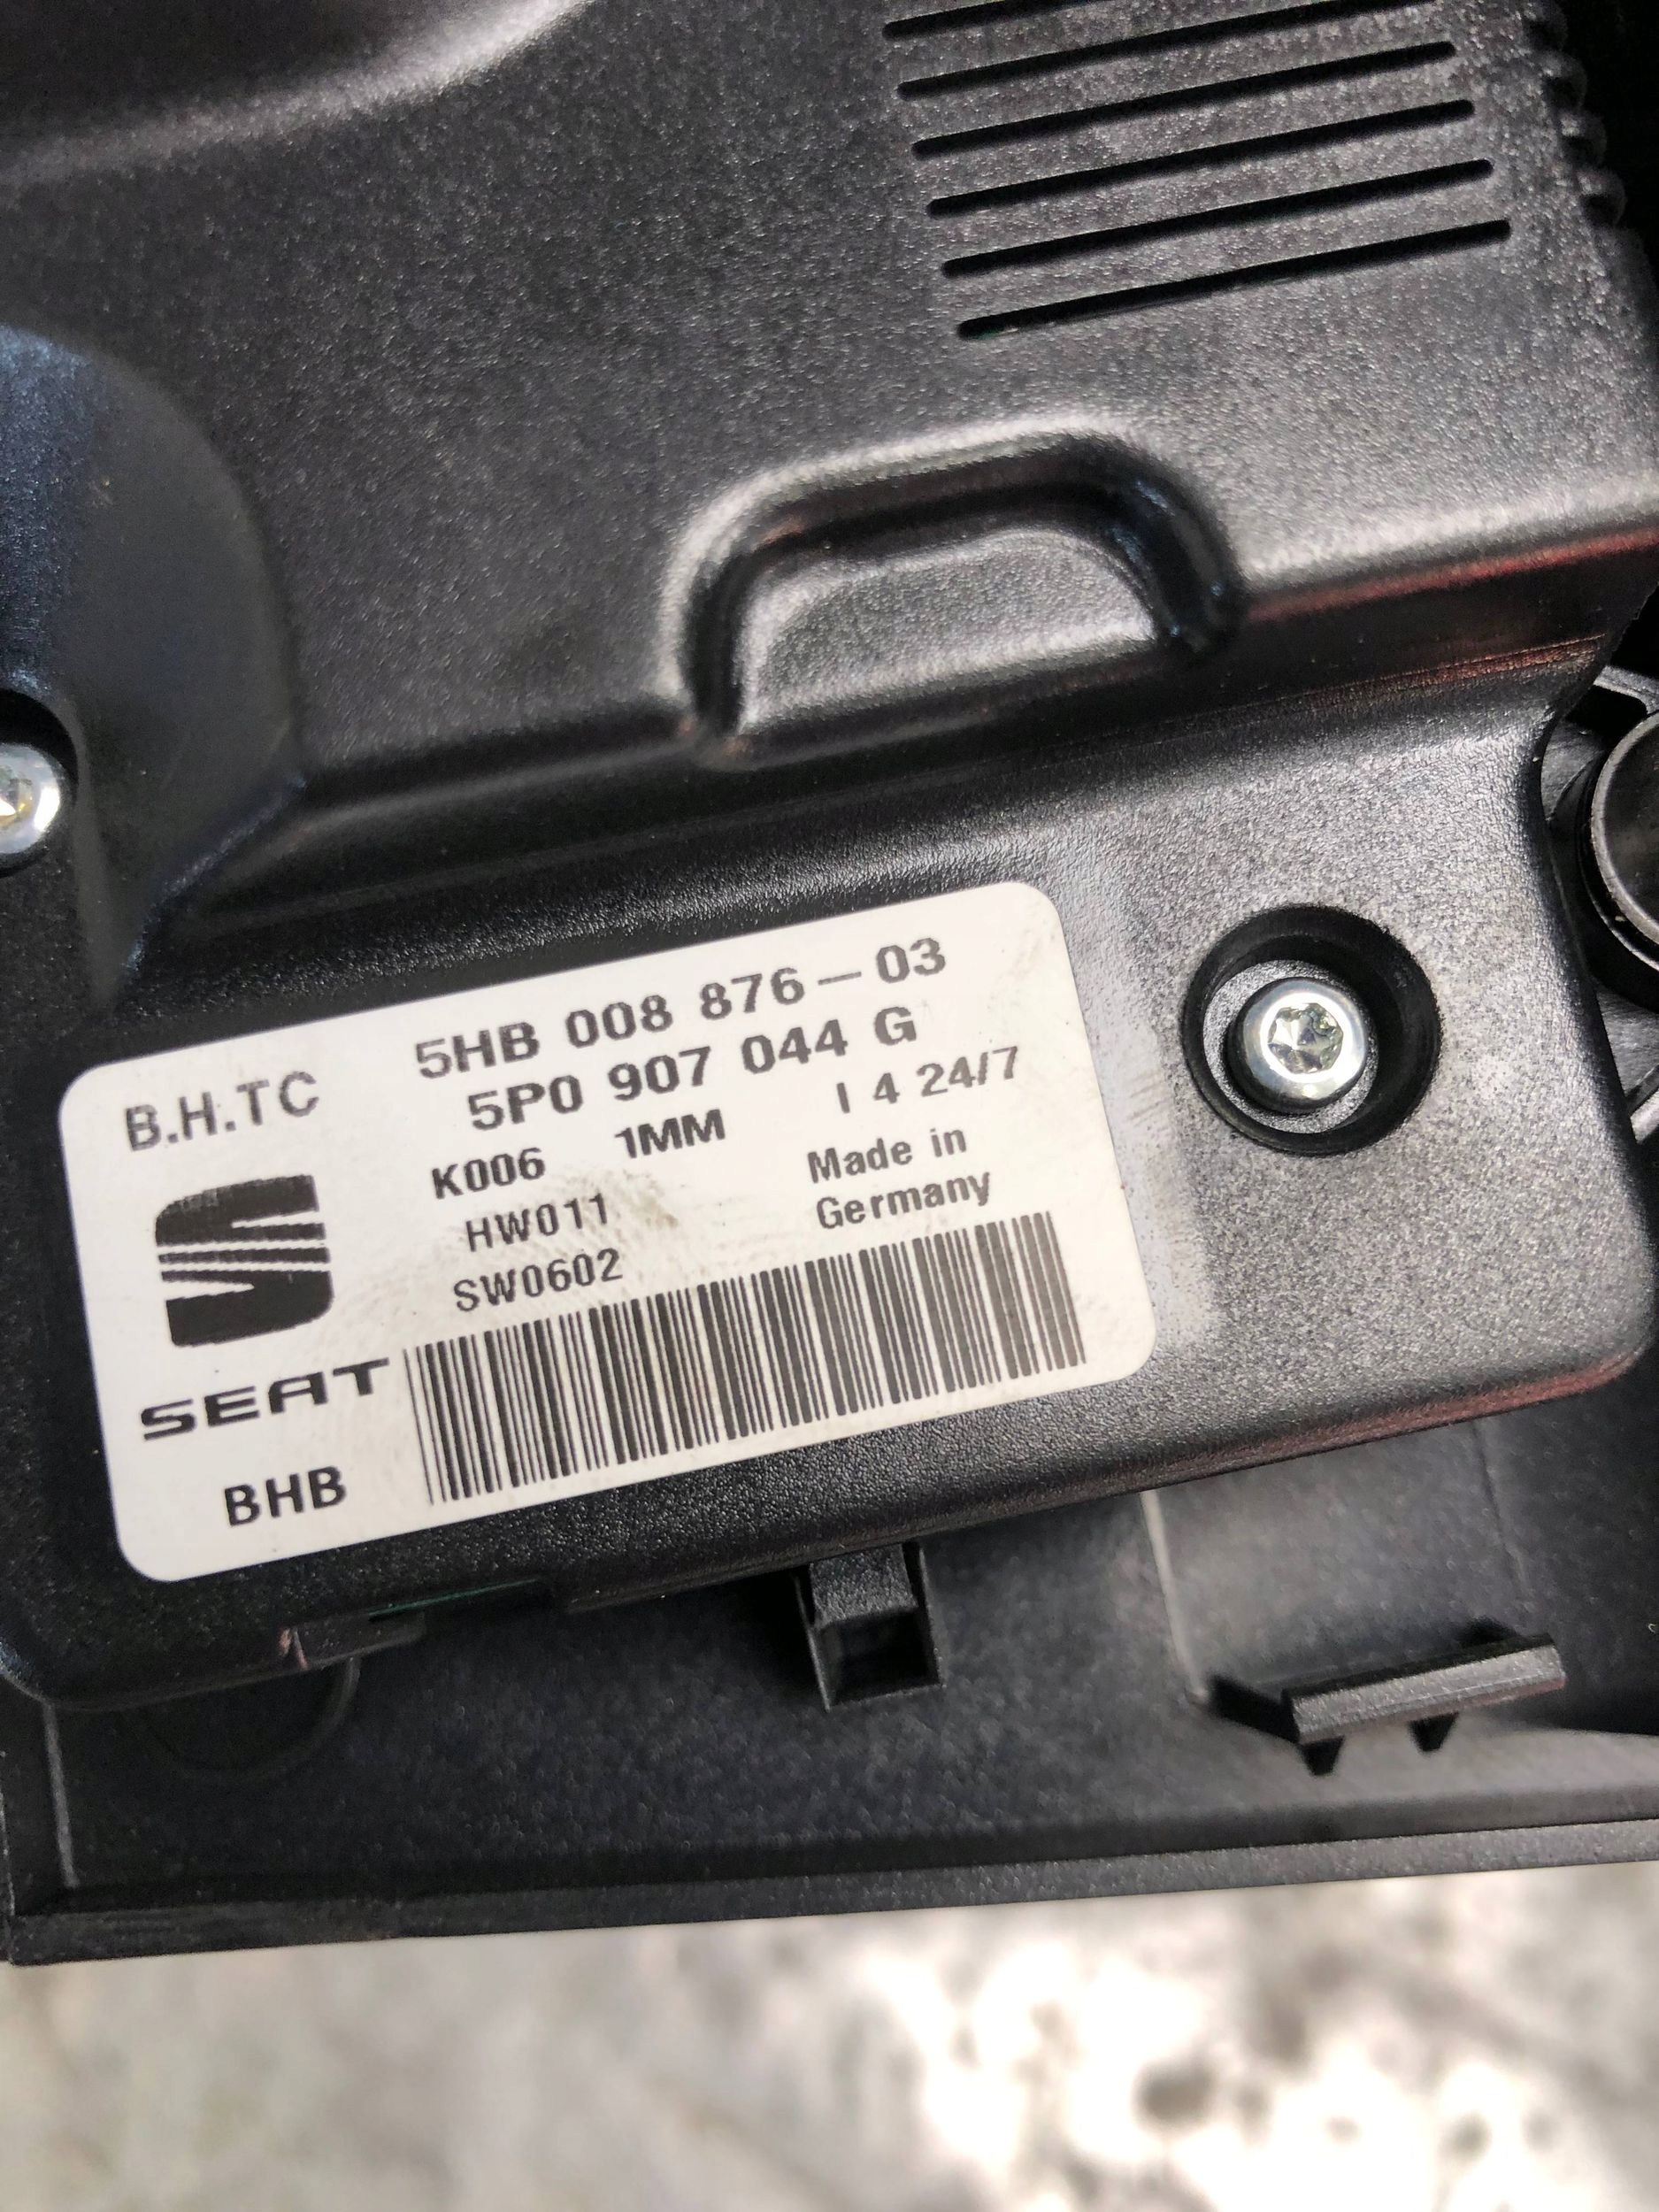 B.H.TC
5HB 008 876-03
5P0 907 044 G
K006 1MM I 4 24/7
HW011 Made in
SW0602 Germany
SEAT
BHB